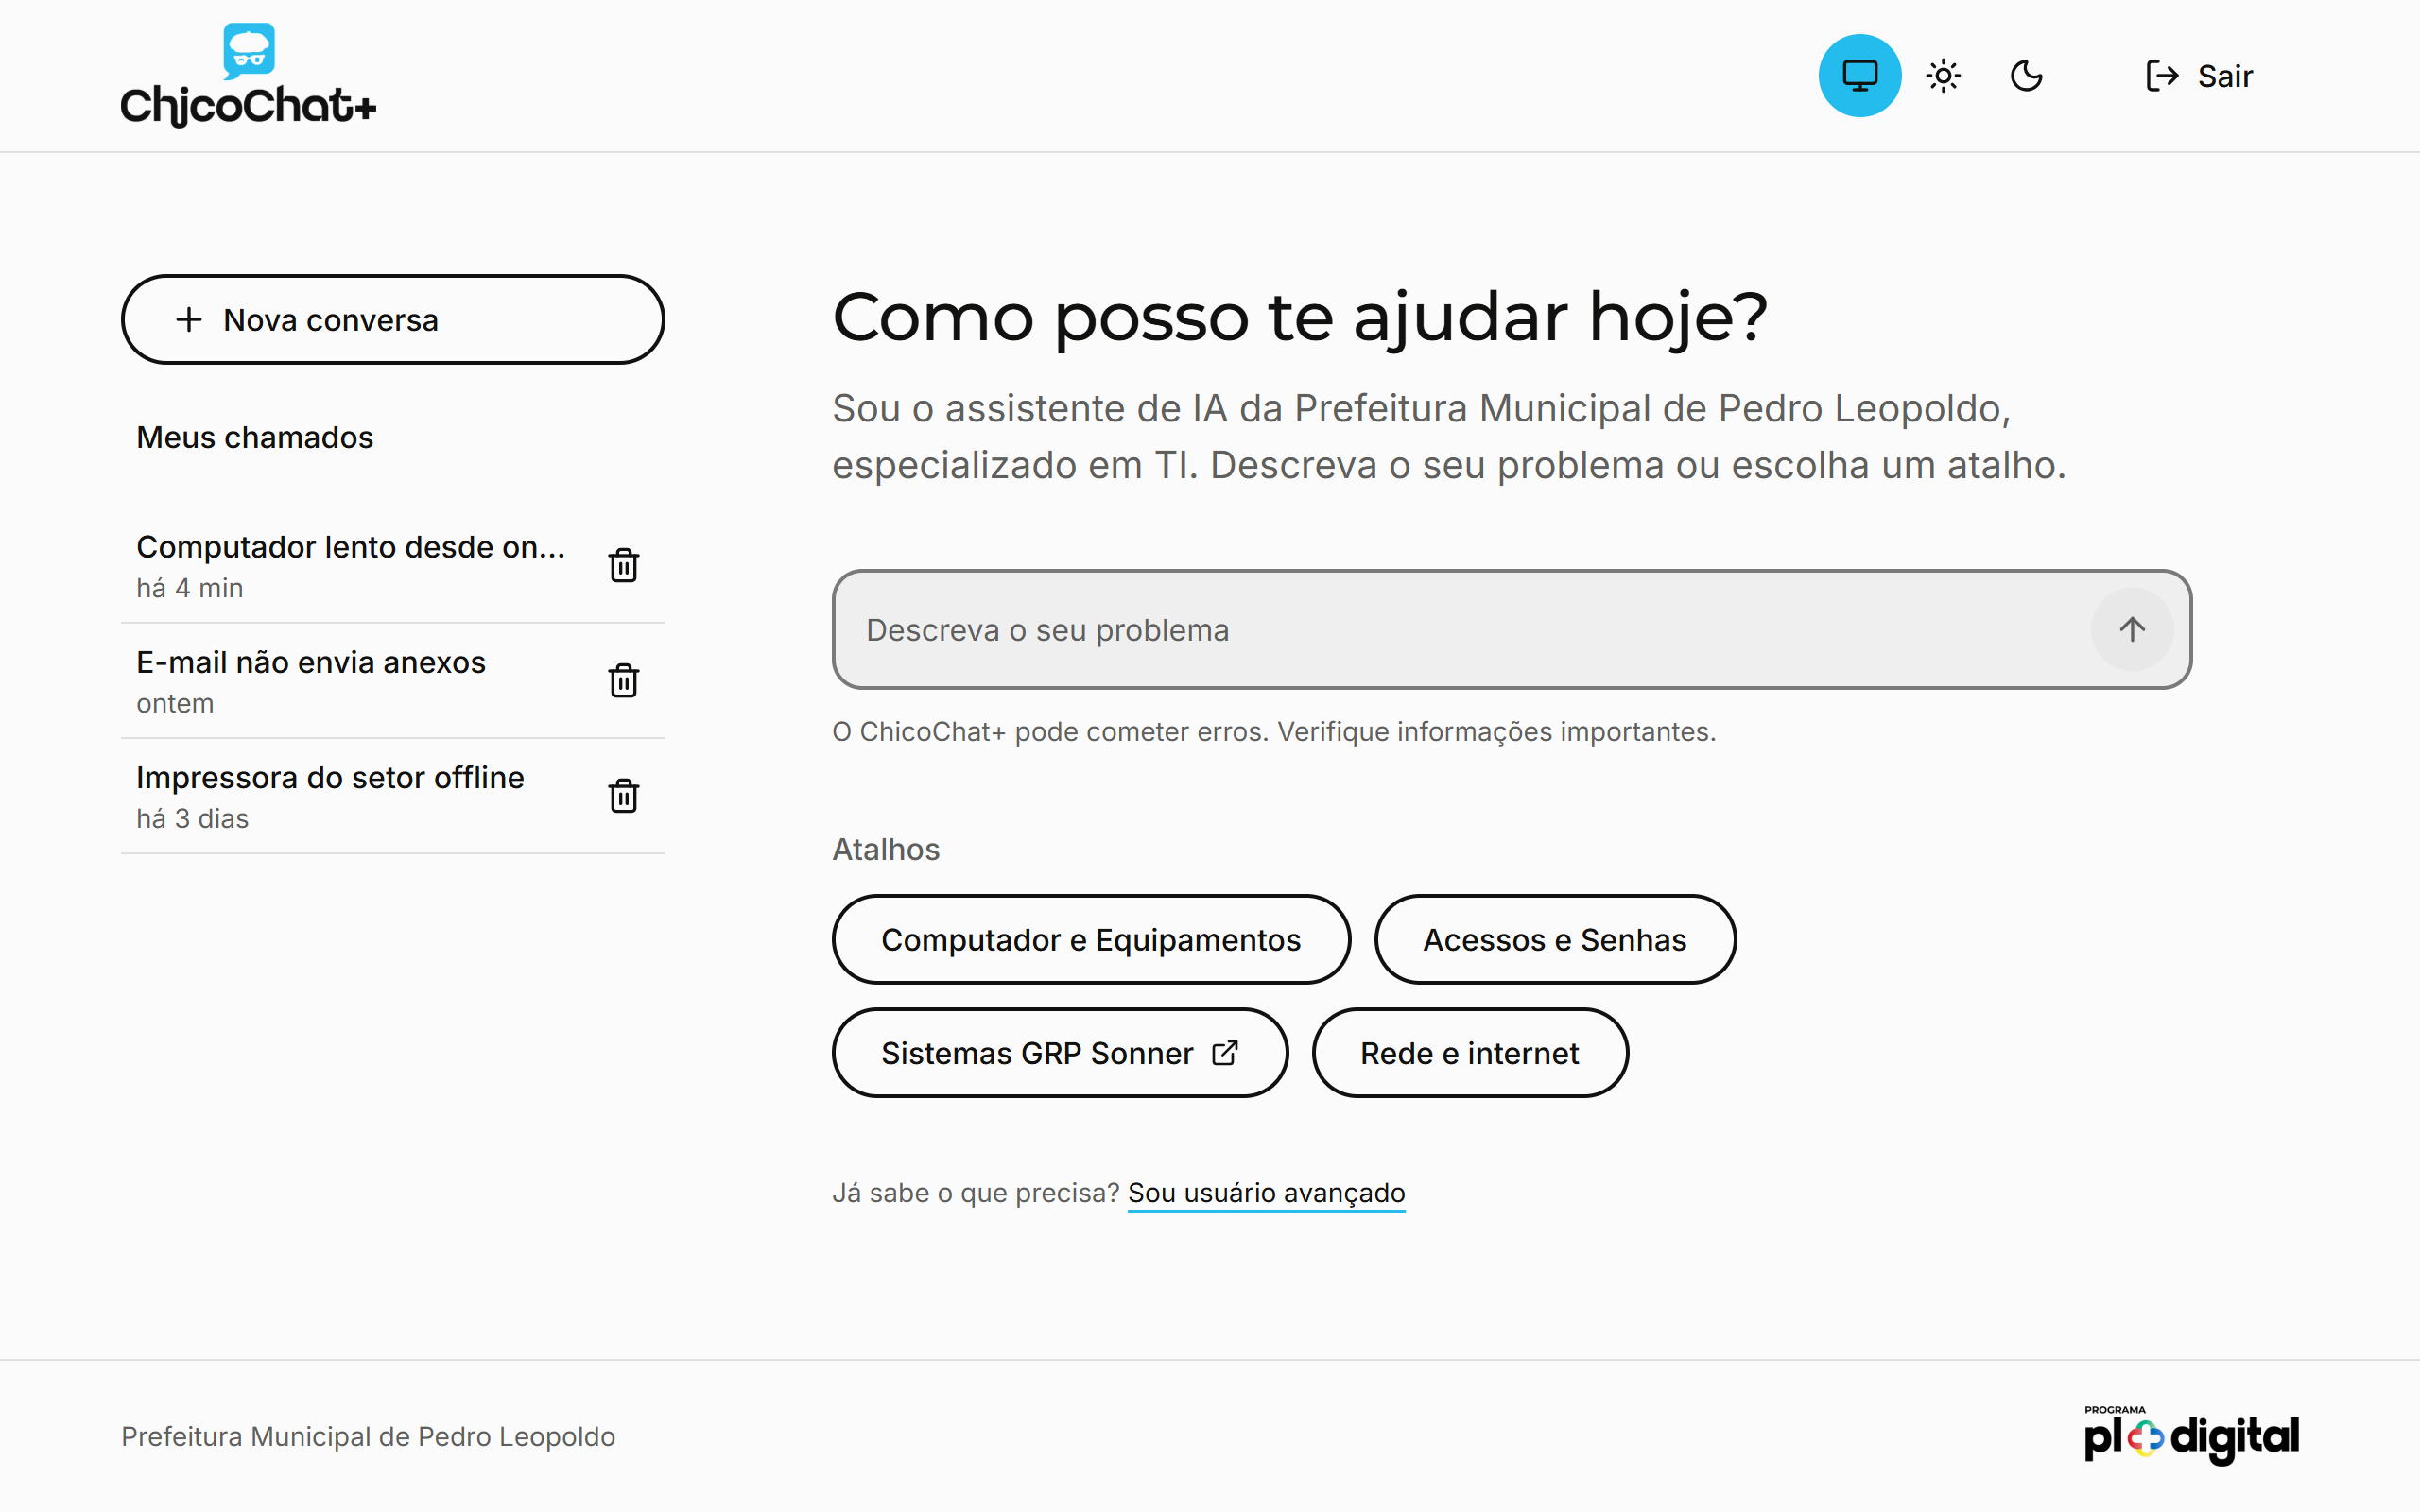 ChicoChat+
Sair
Nova conversa
Meus chamados
Computador lento desde on...
há 4 min
E-mail não envia anexos
ontem
Impressora do setor offline
há 3 dias
Como posso te ajudar hoje?
Sou o assistente de IA da Prefeitura Municipal de Pedro Leopoldo,
especializado em TI. Descreva o seu problema ou escolha um atalho.
Descreva o seu problema
O ChicoChat+ pode cometer erros. Verifique informações importantes.
Atalhos
Computador e Equipamentos
Acessos e Senhas
Sistemas GRP Sonner
Rede e internet
Já sabe o que precisa? Sou usuário avançado
Prefeitura Municipal de Pedro Leopoldo
PROGRAMA
pl digital